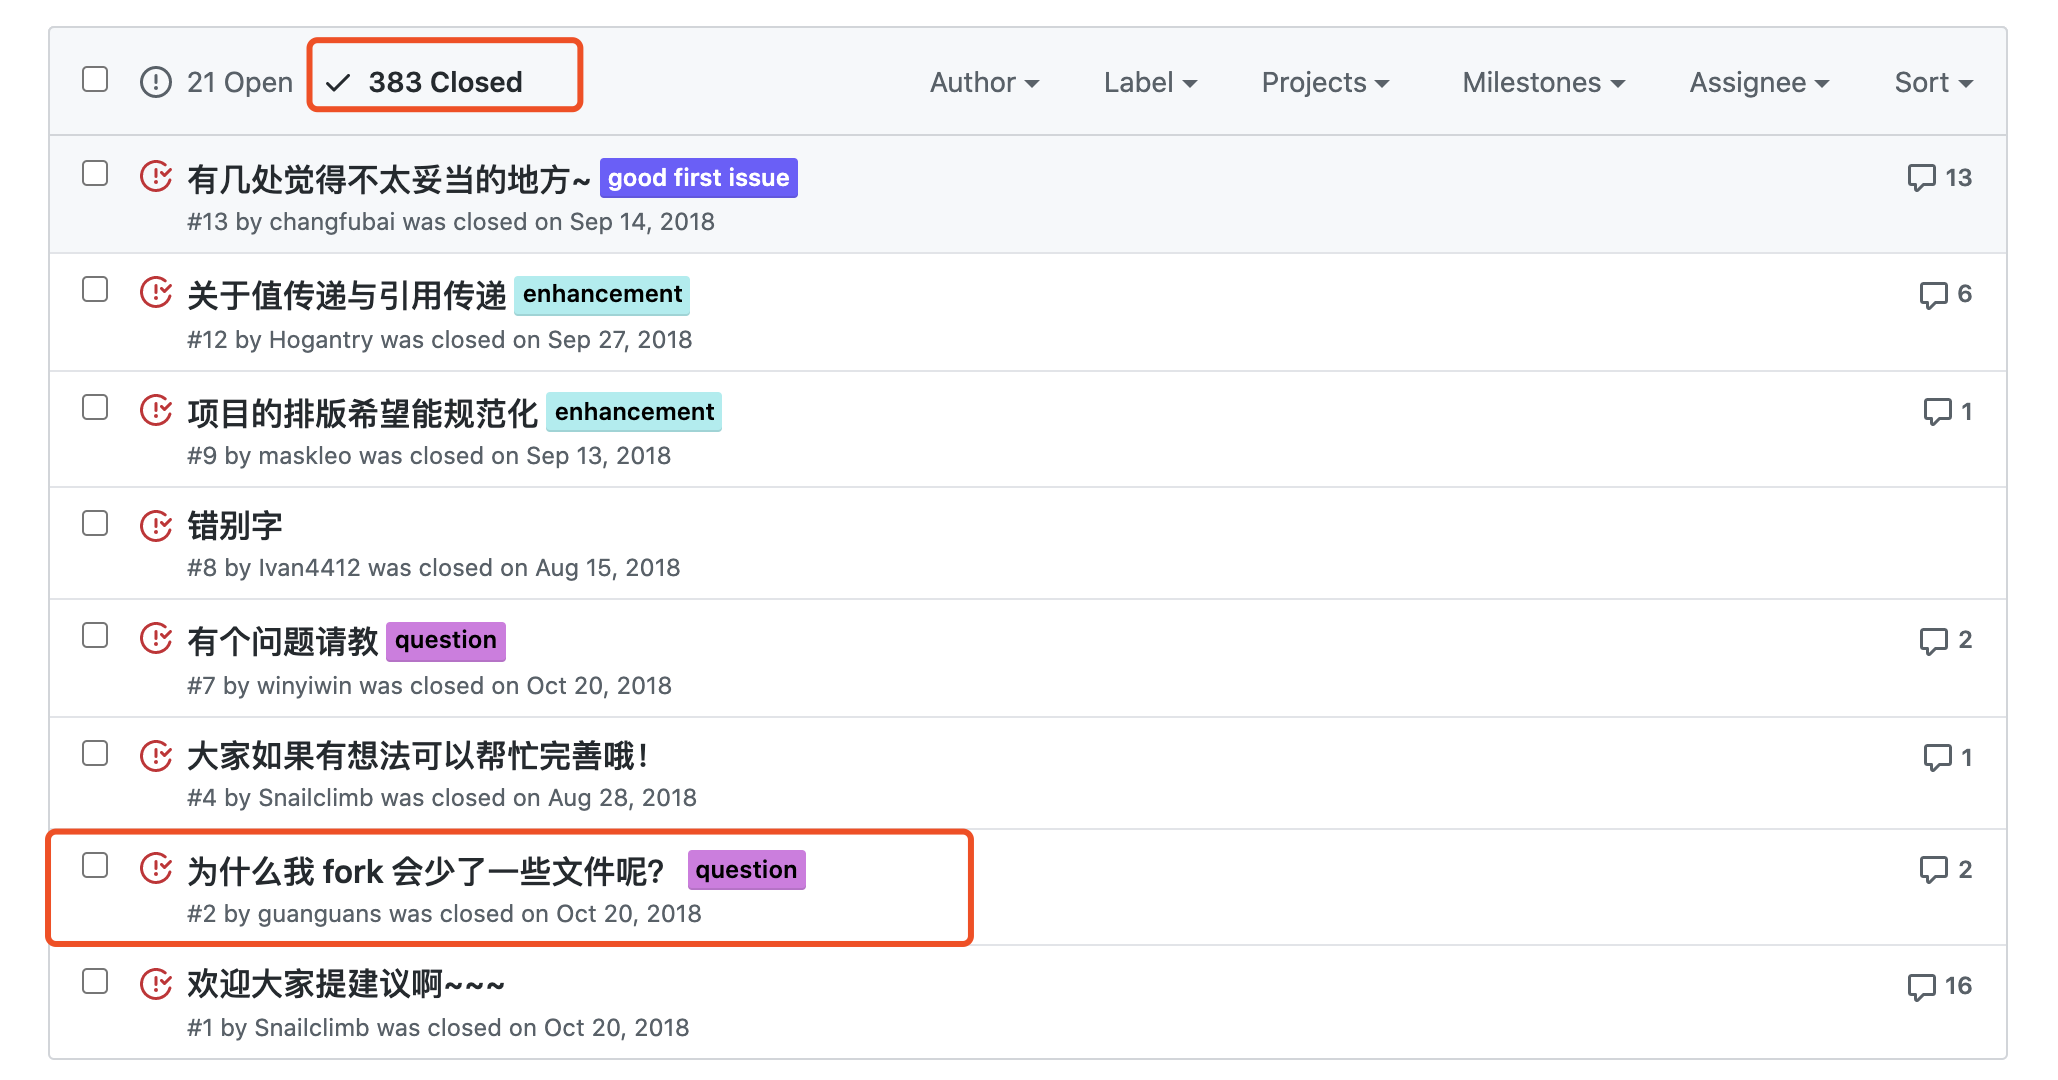 21 Open 383 Closed Author Label Projects Milestones Assignee Sort
有几处觉得不太妥当的地方~ good first issue 13
#13 by changfubai was closed on Sep 14, 2018
关于值传递与引用传递 enhancement 6
#12 by Hogantry was closed on Sep 27, 2018
项目的排版希望能规范化 enhancement 1
#9 by maskleo was closed on Sep 13, 2018
错别字
#8 by Ivan4412 was closed on Aug 15, 2018
有个问题请教 question 2
#7 by winyiwin was closed on Oct 20, 2018
大家如果有想法可以帮忙完善哦！ 1
#4 by Snailclimb was closed on Aug 28, 2018
为什么我 fork 会少了一些文件呢？ question 2
#2 by guanguans was closed on Oct 20, 2018
欢迎大家提建议啊~~~ 16
#1 by Snailclimb was closed on Oct 20, 2018